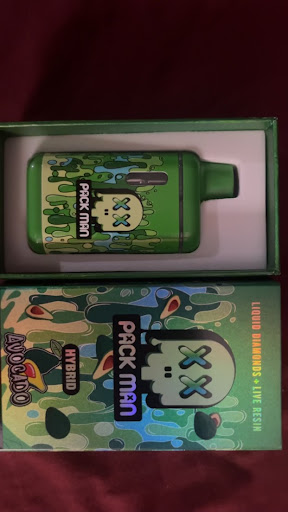 PACK MAN
LIQUID DIAMONDS + LIVE RESIN
PACK MAN
HYBRID
AVOCADO